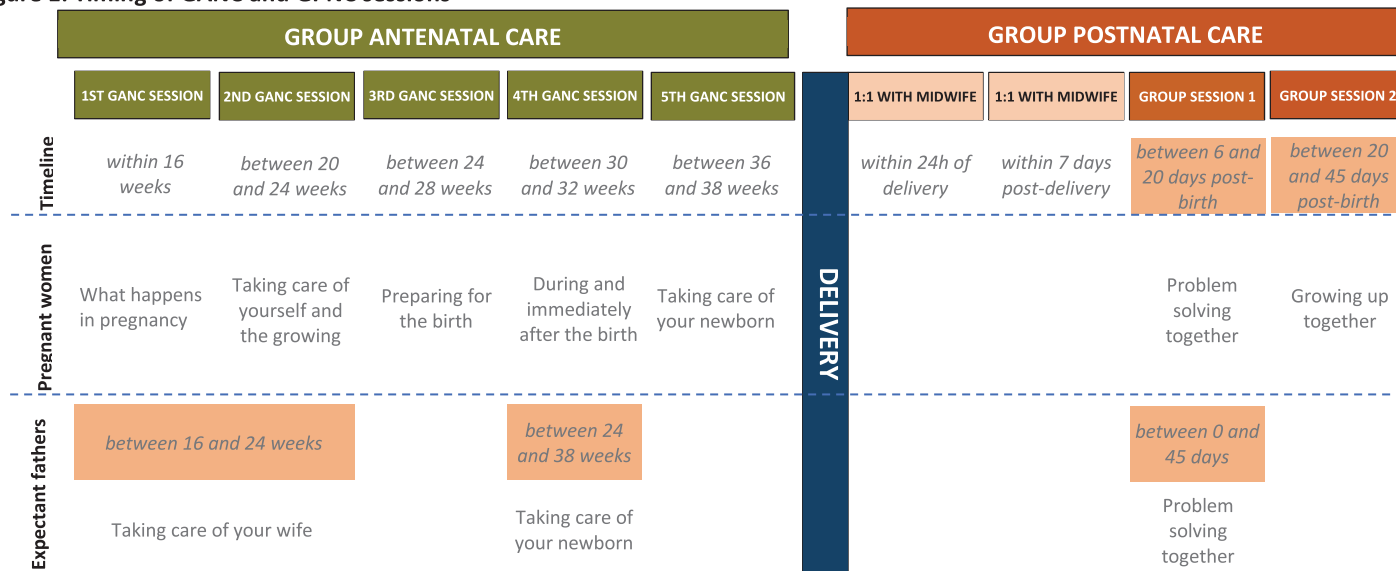 GROUP ANTENATAL CARE
GROUP POSTNATAL CARE
1ST GANC SESSION
2ND GANC SESSION
3RD GANC SESSION
4TH GANC SESSION
5TH GANC SESSION
1:1 WITH MIDWIFE
1:1 WITH MIDWIFE
GROUP SESSION 1
GROUP SESSION 2
Timeline
within 16
weeks
between 20
and 24 weeks
between 24
and 28 weeks
between 30
and 32 weeks
between 36
and 38 weeks
within 24h of
delivery
within 7 days
post-delivery
between 6 and
20 days post-
birth
between 20
and 45 days
post-birth
DELIVERY
Pregnant women
What happens
in pregnancy
Taking care of
yourself and
the growing
Preparing for
the birth
During and
immediately
after the birth
Taking care of
your newborn
Problem
solving
together
Growing up
together
Expectant fathers
between 16 and 24 weeks
between 24
and 38 weeks
between 0 and
45 days
Taking care of your wife
Taking care of
your newborn
Problem
solving
together